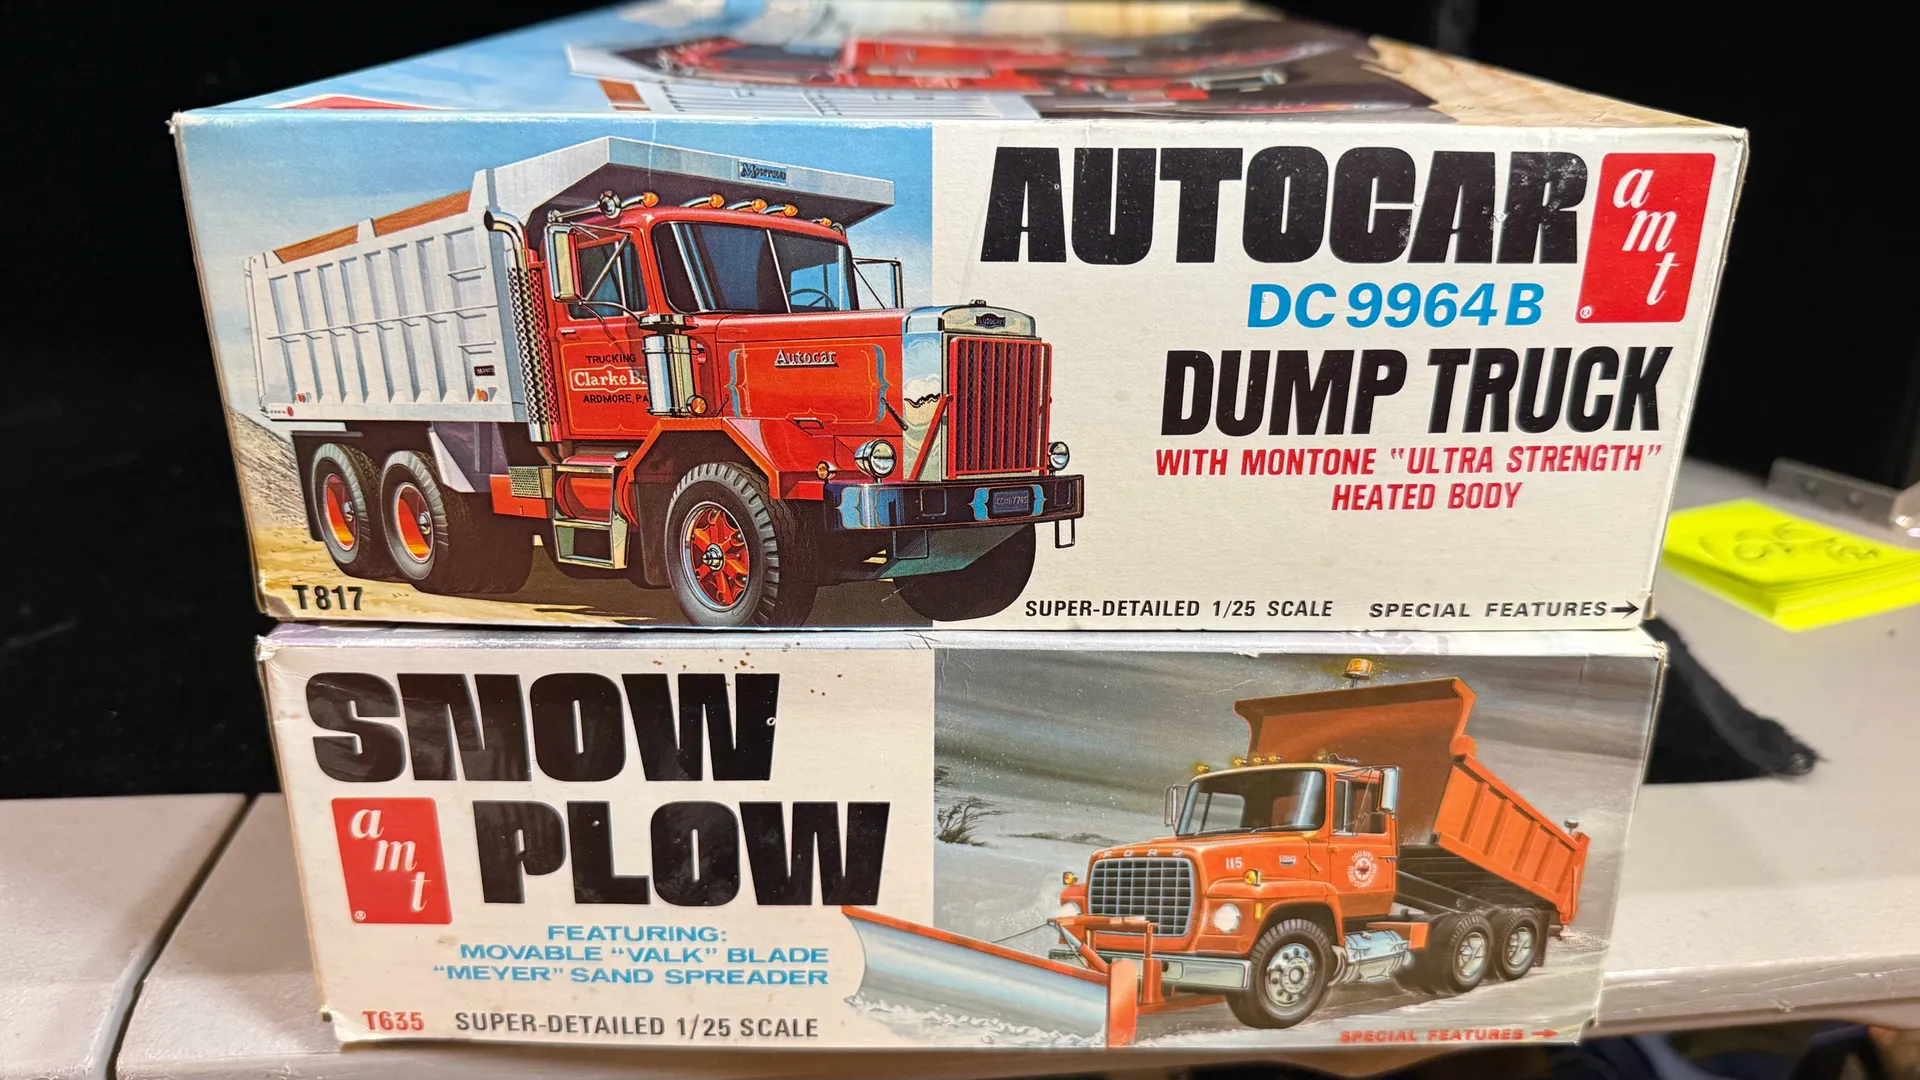 AUTOCAR
amt
®
DC 9964 B
DUMP TRUCK
WITH MONTONE "ULTRA STRENGTH"
HEATED BODY
Autocar
TRUCKING
Clarke B
ARDMORE, PA
T817
SUPER-DETAILED 1/25 SCALE
SPECIAL FEATURES→
SNOW
PLOW
amt
®
FEATURING:
MOVABLE "VALK" BLADE
"MEYER" SAND SPREADER
T635
SUPER-DETAILED 1/25 SCALE
FORD
115
SPECIAL FEATURES →